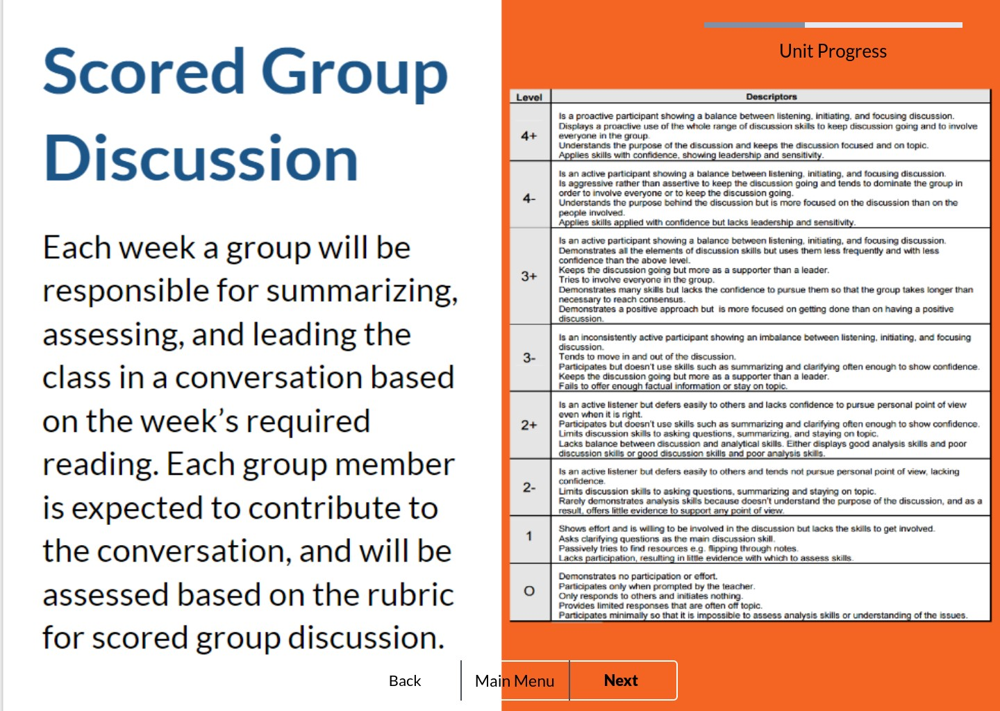 Scored Group
Discussion
Each week a group will be
responsible for summarizing,
assessing, and leading the
class in a conversation based
on the week’s required
reading. Each group member
is expected to contribute to
the conversation, and will be
assessed based on the rubric
for scored group discussion.
Unit Progress
Level Descriptors
4+
Is a proactive participant showing a balance between listening, initiating, and focusing discussion.
Displays a proactive use of the whole range of discussion skills to keep discussion going and to involve
everyone in the group.
Understands the purpose of the discussion and keeps the discussion focused and on topic.
Applies skills with confidence, showing leadership and sensitivity.
4-
Is an active participant showing a balance between listening, initiating, and focusing discussion.
Is aggressive rather than assertive to keep the discussion going and tends to dominate the group in
order to involve everyone or to keep the discussion going.
Understands the purpose behind the discussion but is more focused on the discussion than on the
people involved.
Applies skills applied with confidence but lacks leadership and sensitivity.
3+
Is an active participant showing a balance between listening, initiating, and focusing discussion.
Demonstrates all the elements of discussion skills but uses them less frequently and with less
confidence than the above level.
Keeps the discussion going but more as a supporter than a leader.
Tries to involve everyone in the group.
Demonstrates many skills but lacks the confidence to pursue them so that the group takes longer than
necessary to reach consensus.
Demonstrates a positive approach but is more focused on getting done than on having a positive
discussion.
3-
Is an inconsistently active participant showing an imbalance between listening, initiating, and focusing
discussion.
Tends to move in and out of the discussion.
Participates but doesn't use skills such as summarizing and clarifying often enough to show confidence.
Keeps the discussion going but more as a supporter than a leader.
Fails to offer enough factual information or stay on topic.
2+
Is an active listener but defers easily to others and lacks confidence to pursue personal point of view
even when it is right.
Participates but doesn't use skills such as summarizing and clarifying often enough to show confidence.
Limits discussion skills to asking questions, summarizing, and staying on topic.
Lacks balance between discussion and analytical skills. Either displays good analysis skills and poor
discussion skills or good discussion skills and poor analysis skills.
2-
Is an active listener but defers easily to others and tends not pursue personal point of view, lacking
confidence.
Limits discussion skills to asking questions, summarizing and staying on topic.
Rarely demonstrates analysis skills because doesn't understand the purpose of the discussion, and as a
result, offers little evidence to support any point of view.
1
Shows effort and is willing to be involved in the discussion but lacks the skills to get involved.
Asks clarifying questions as the main discussion skill.
Passively tries to find resources e.g. flipping through notes.
Lacks participation, resulting in little evidence with which to assess skills.
O
Demonstrates no participation or effort.
Participates only when prompted by the teacher.
Only responds to others and initiates nothing.
Provides limited responses that are often off topic.
Participates minimally so that it is impossible to assess analysis skills or understanding of the issues.
Back
Main Menu
Next